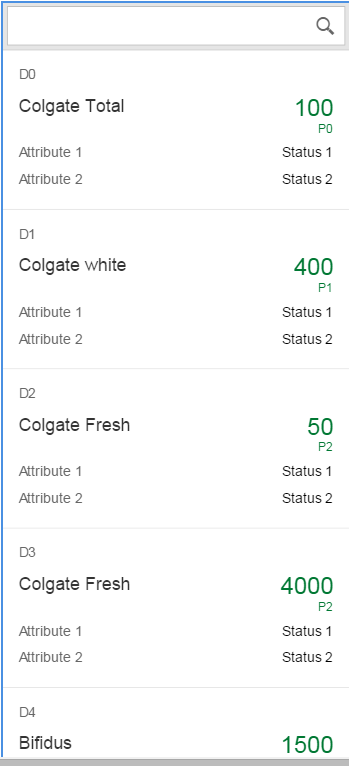 D0
Colgate Total 100
P0
Attribute 1 Status 1
Attribute 2 Status 2
D1
Colgate white 400
P1
Attribute 1 Status 1
Attribute 2 Status 2
D2
Colgate Fresh 50
P2
Attribute 1 Status 1
Attribute 2 Status 2
D3
Colgate Fresh 4000
P2
Attribute 1 Status 1
Attribute 2 Status 2
D4
Bifidus 1500